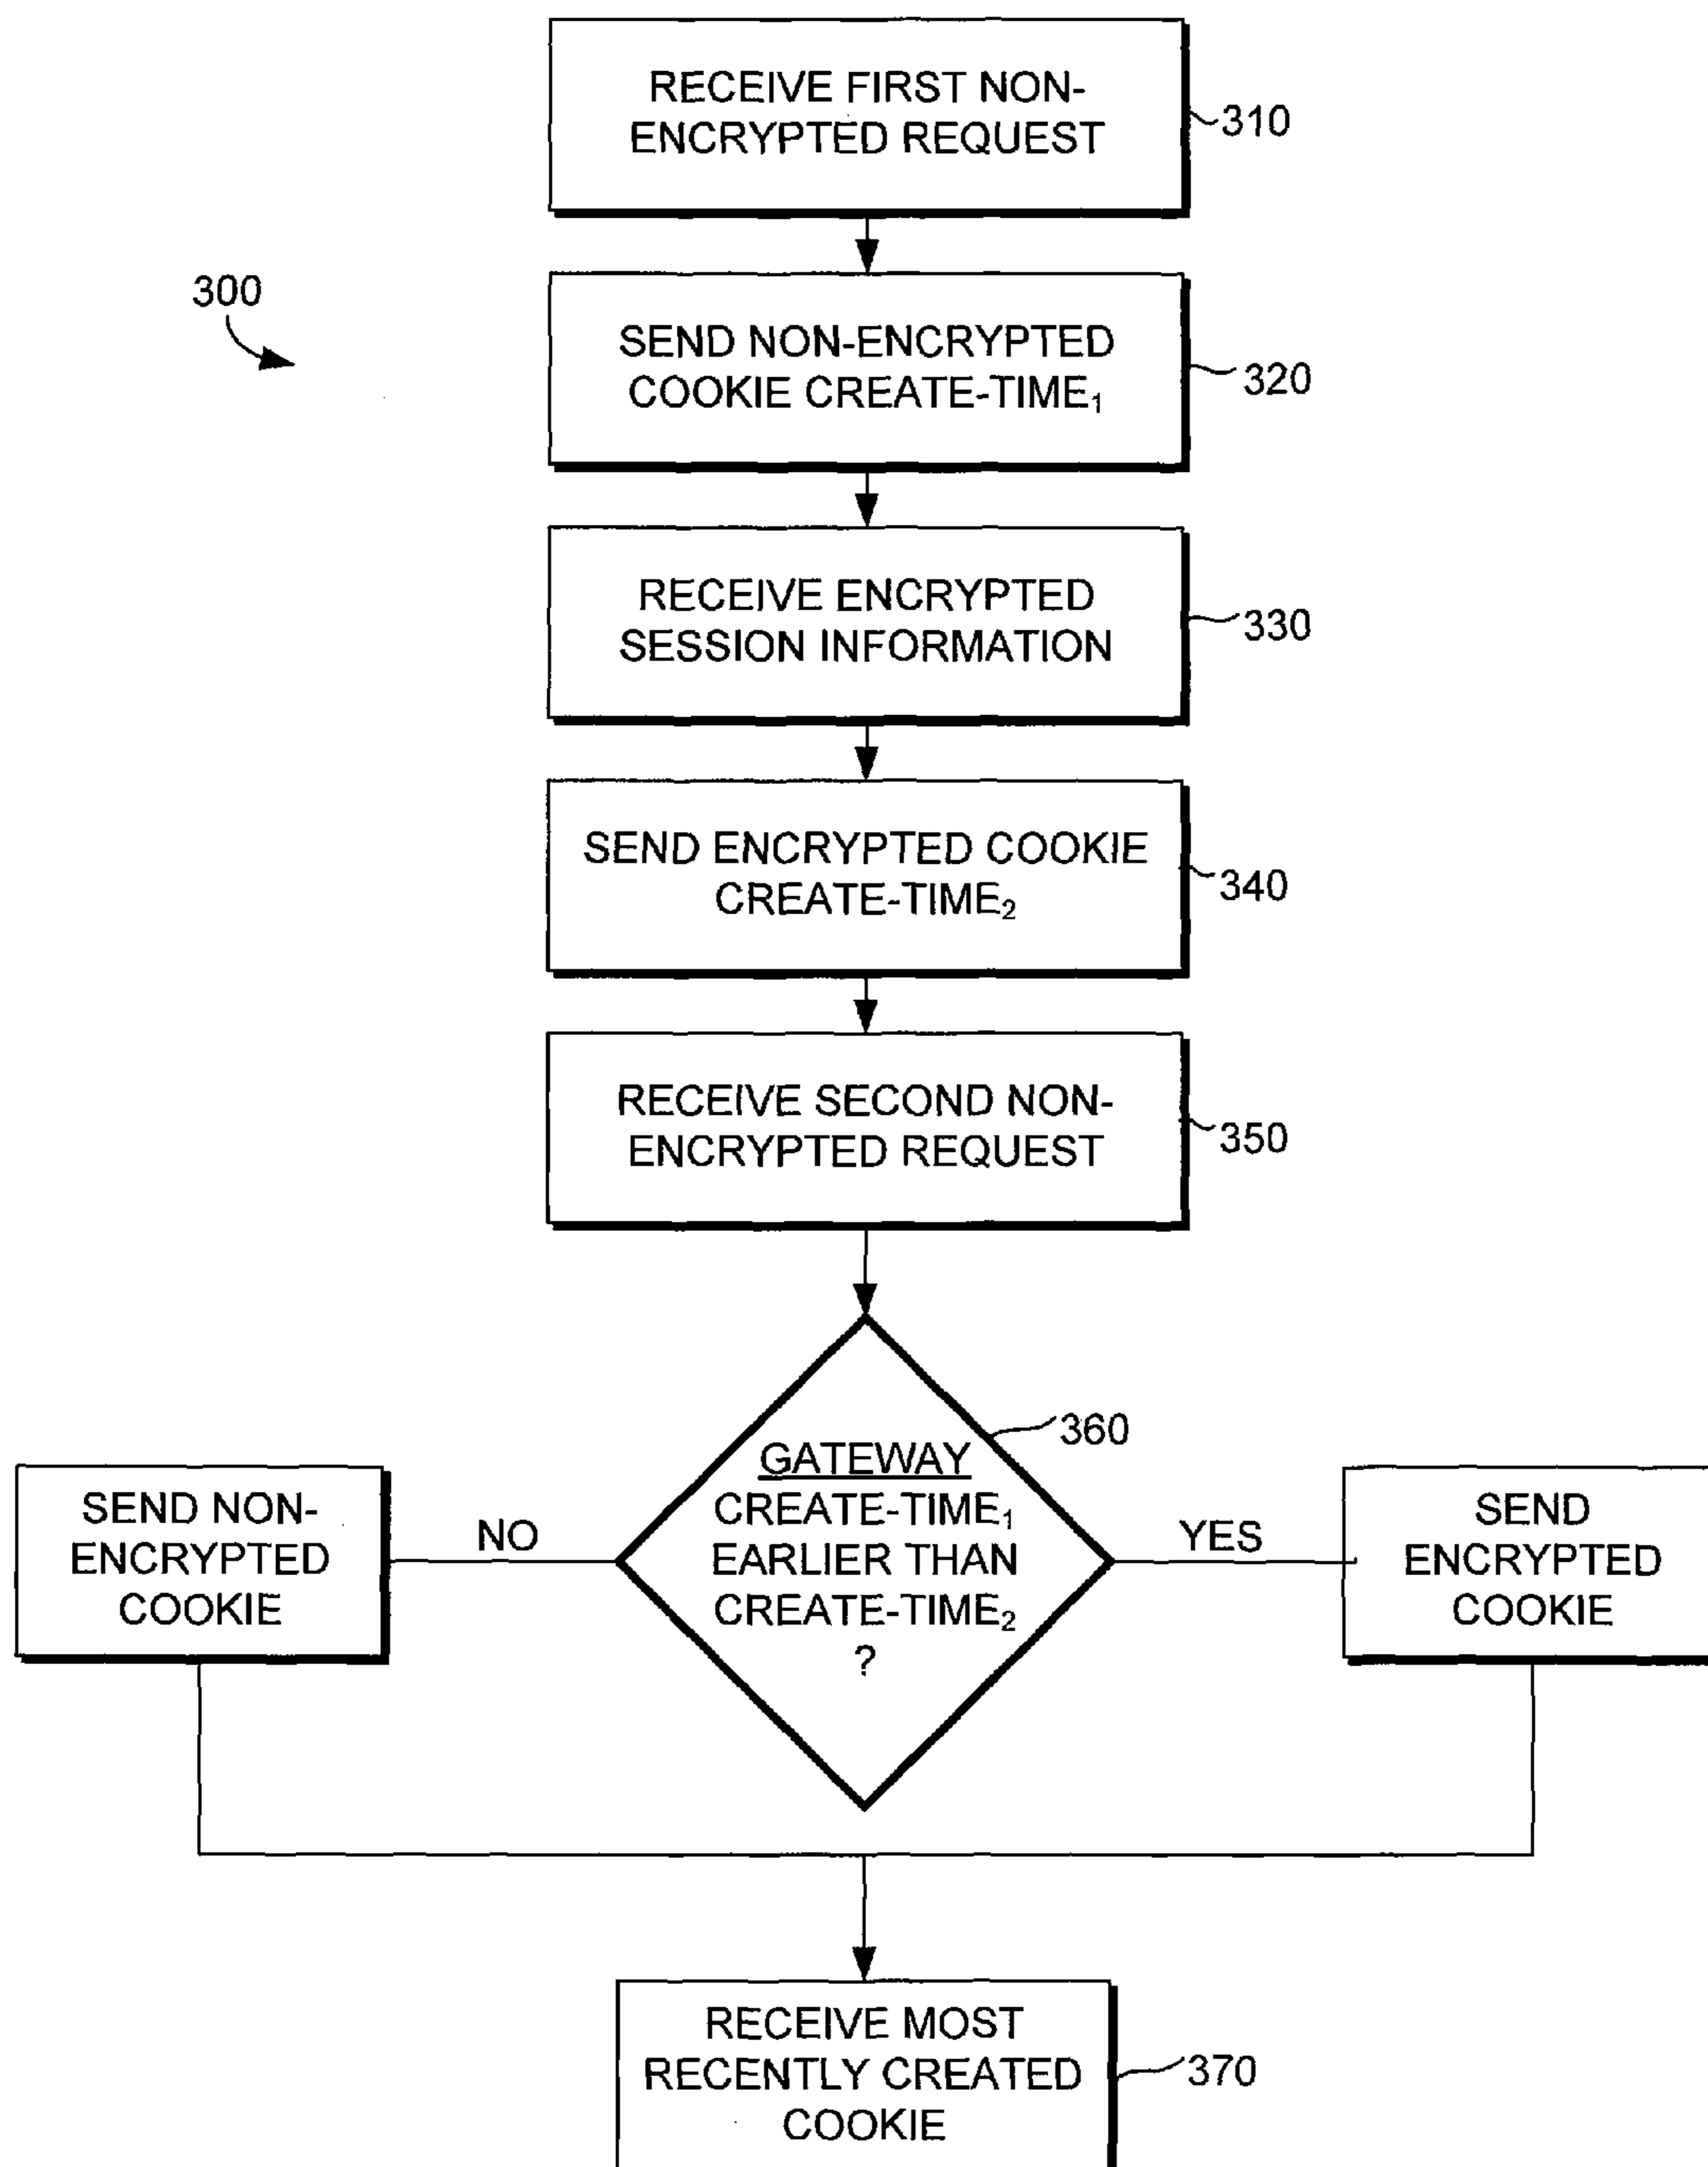 RECEIVE FIRST NON-
ENCRYPTED REQUEST
310
300
SEND NON-ENCRYPTED
COOKIE CREATE-TIME₁
320
RECEIVE ENCRYPTED
SESSION INFORMATION
330
SEND ENCRYPTED COOKIE
CREATE-TIME₂
340
RECEIVE SECOND NON-
ENCRYPTED REQUEST
350
360
GATEWAY
CREATE-TIME₁
EARLIER THAN
CREATE-TIME₂
?
NO
SEND NON-
ENCRYPTED
COOKIE
YES
SEND
ENCRYPTED
COOKIE
RECEIVE MOST
RECENTLY CREATED
COOKIE
370